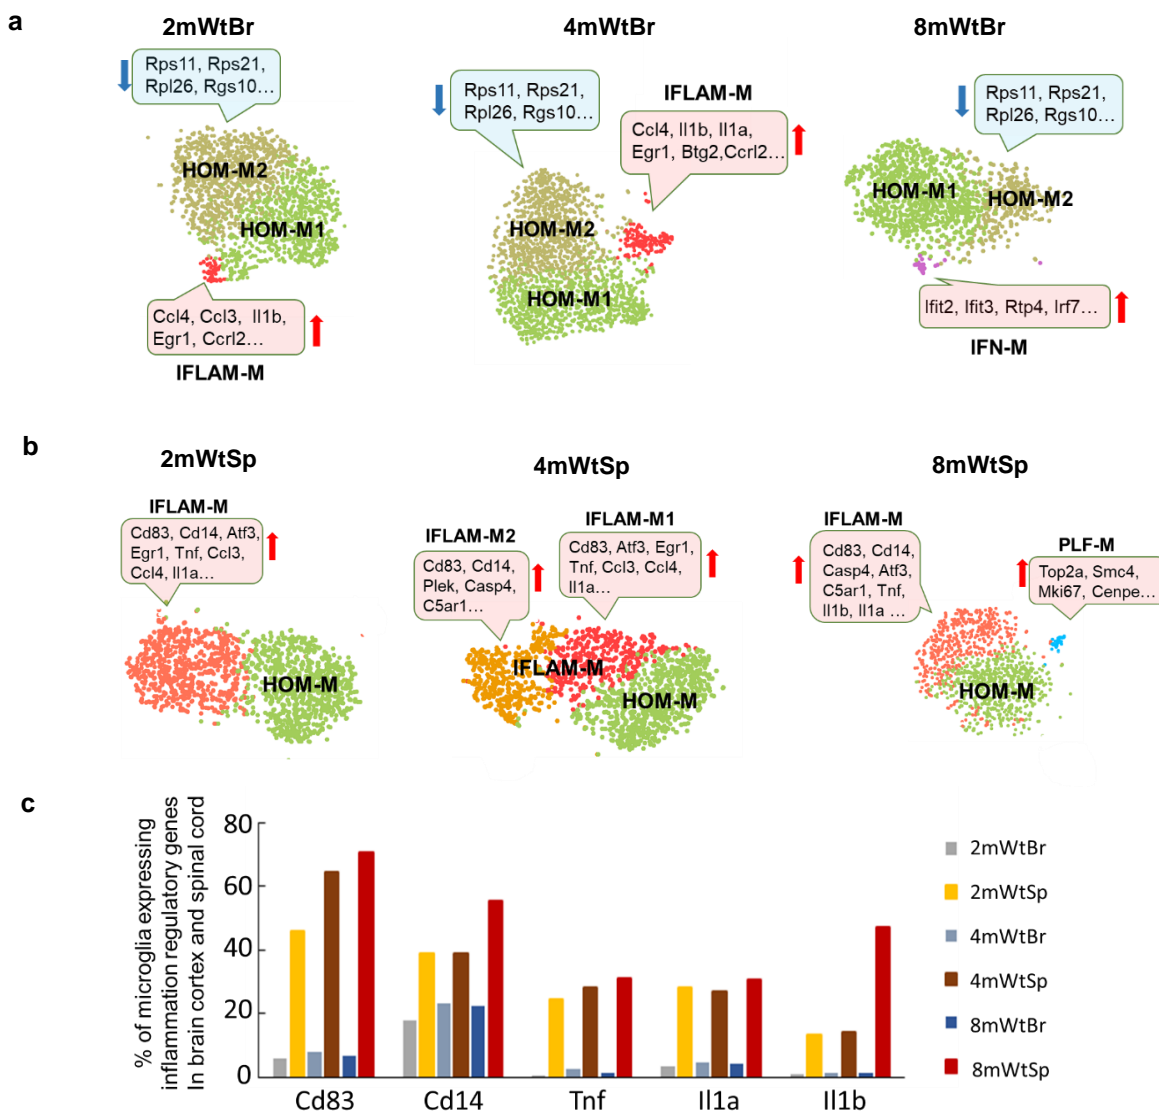 a
2mWtBr
4mWtBr
8mWtBr
Rps11, Rps21,
Rpl26, Rgs10...
HOM-M2
HOM-M1
Ccl4, Ccl3, Il1b,
Egr1, Ccrl2...
IFLAM-M
Rps11, Rps21,
Rpl26, Rgs10...
IFLAM-M
Ccl4, Il1b, Il1a,
Egr1, Btg2,Ccrl2...
HOM-M2
HOM-M1
Rps11, Rps21,
Rpl26, Rgs10...
HOM-M1
HOM-M2
Ifit2, Ifit3, Rtp4, Irf7...
IFN-M
b
2mWtSp
4mWtSp
8mWtSp
IFLAM-M
Cd83, Cd14, Atf3,
Egr1, Tnf, Ccl3,
Ccl4, Il1a...
HOM-M
IFLAM-M2
Cd83, Cd14,
Plek, Casp4,
C5ar1...
IFLAM-M1
Cd83, Atf3, Egr1,
Tnf, Ccl3, Ccl4,
Il1a...
IFLAM-M
HOM-M
IFLAM-M
Cd83, Cd14,
Casp4, Atf3,
C5ar1, Tnf,
Il1b, Il1a ...
PLF-M
Top2a, Smc4,
Mki67, Cenpe...
HOM-M
c
% of microglia expressing
inflammation regulatory genes
In brain cortex and spinal cord
80
60
40
20
0
Cd83
Cd14
Tnf
Il1a
Il1b
2mWtBr
2mWtSp
4mWtBr
4mWtSp
8mWtBr
8mWtSp